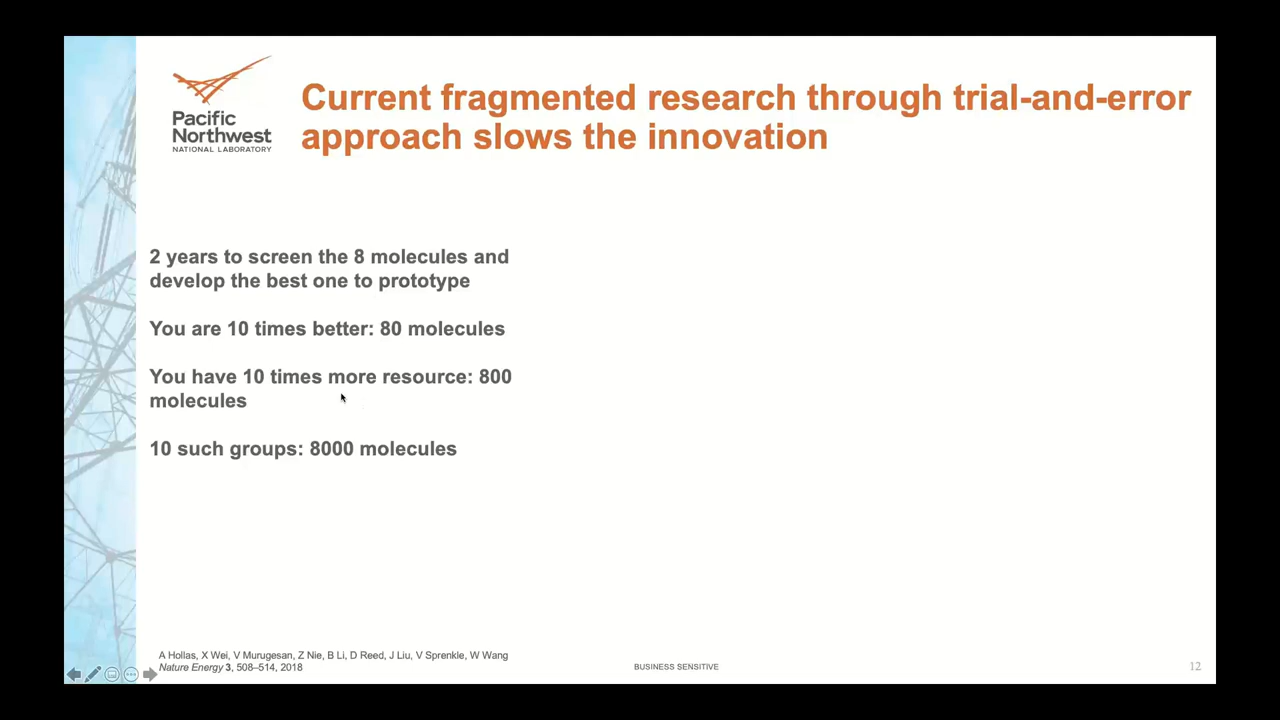 Pacific
Northwest
NATIONAL LABORATORY
Current fragmented research through trial-and-error
approach slows the innovation
2 years to screen the 8 molecules and
develop the best one to prototype
You are 10 times better: 80 molecules
You have 10 times more resource: 800
molecules
10 such groups: 8000 molecules
A Hollas, X Wei, V Murugesan, Z Nie, B Li, D Reed, J Liu, V Sprenkle, W Wang
Nature Energy 3, 508–514, 2018
BUSINESS SENSITIVE
12